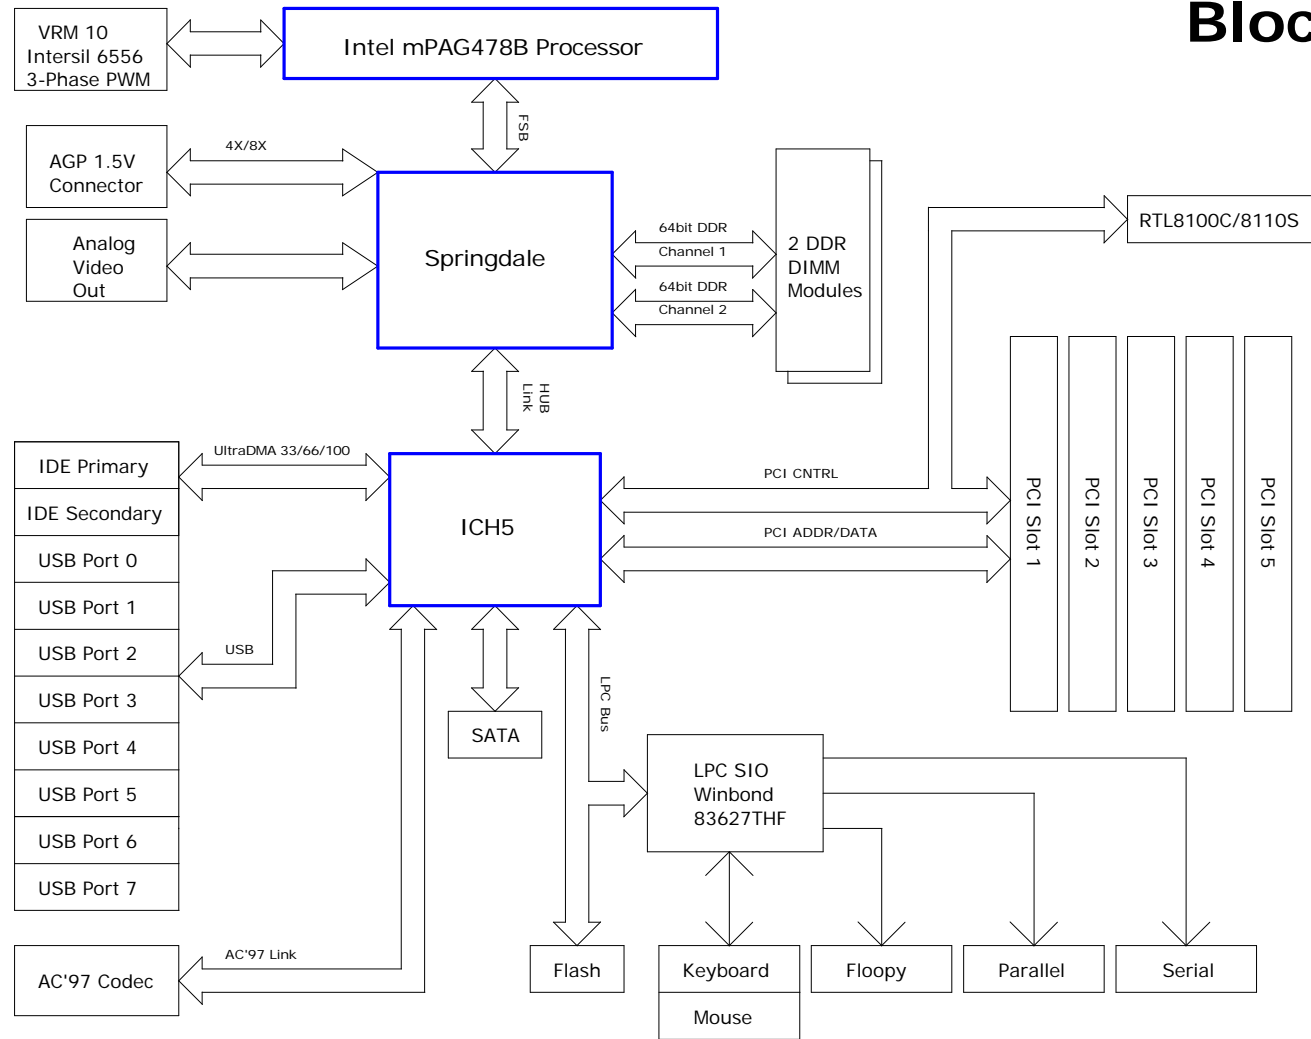 Bloc
VRM 10
Intersil 6556
3-Phase PWM
Intel mPAG478B Processor
FSB
AGP 1.5V
Connector
4X/8X
Analog
Video
Out
Springdale
64bit DDR
Channel 1
64bit DDR
Channel 2
2 DDR
DIMM
Modules
RTL8100C/8110S
HUB
Link
IDE Primary
IDE Secondary
USB Port 0
USB Port 1
USB Port 2
USB Port 3
USB Port 4
USB Port 5
USB Port 6
USB Port 7
UltraDMA 33/66/100
USB
ICH5
PCI CNTRL
PCI ADDR/DATA
PCI Slot 1
PCI Slot 2
PCI Slot 3
PCI Slot 4
PCI Slot 5
SATA
LPC Bus
LPC SIO
Winbond
83627THF
AC'97 Codec
AC'97 Link
Flash
Keyboard
Mouse
Floopy
Parallel
Serial